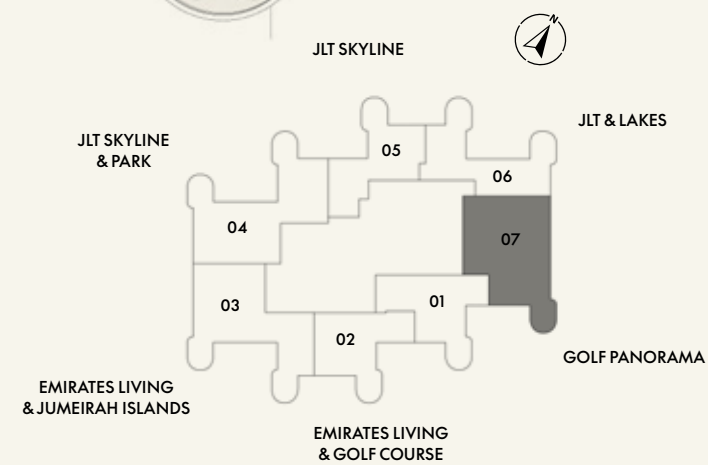 N
JLT SKYLINE
JLT & LAKES
JLT SKYLINE
& PARK
05
06
04
07
03
01
02
GOLF PANORAMA
EMIRATES LIVING
& JUMEIRAH ISLANDS
EMIRATES LIVING
& GOLF COURSE